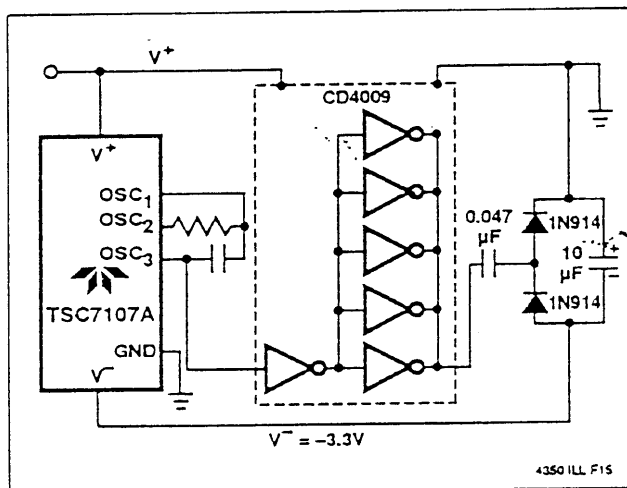 V+
CD4009
V+
OSC1
OSC2
OSC3
TSC7107A
GND
V−
0.047
µF
1N914
10
µF
+
1N914
V− = −3.3V
4350 ILL F15